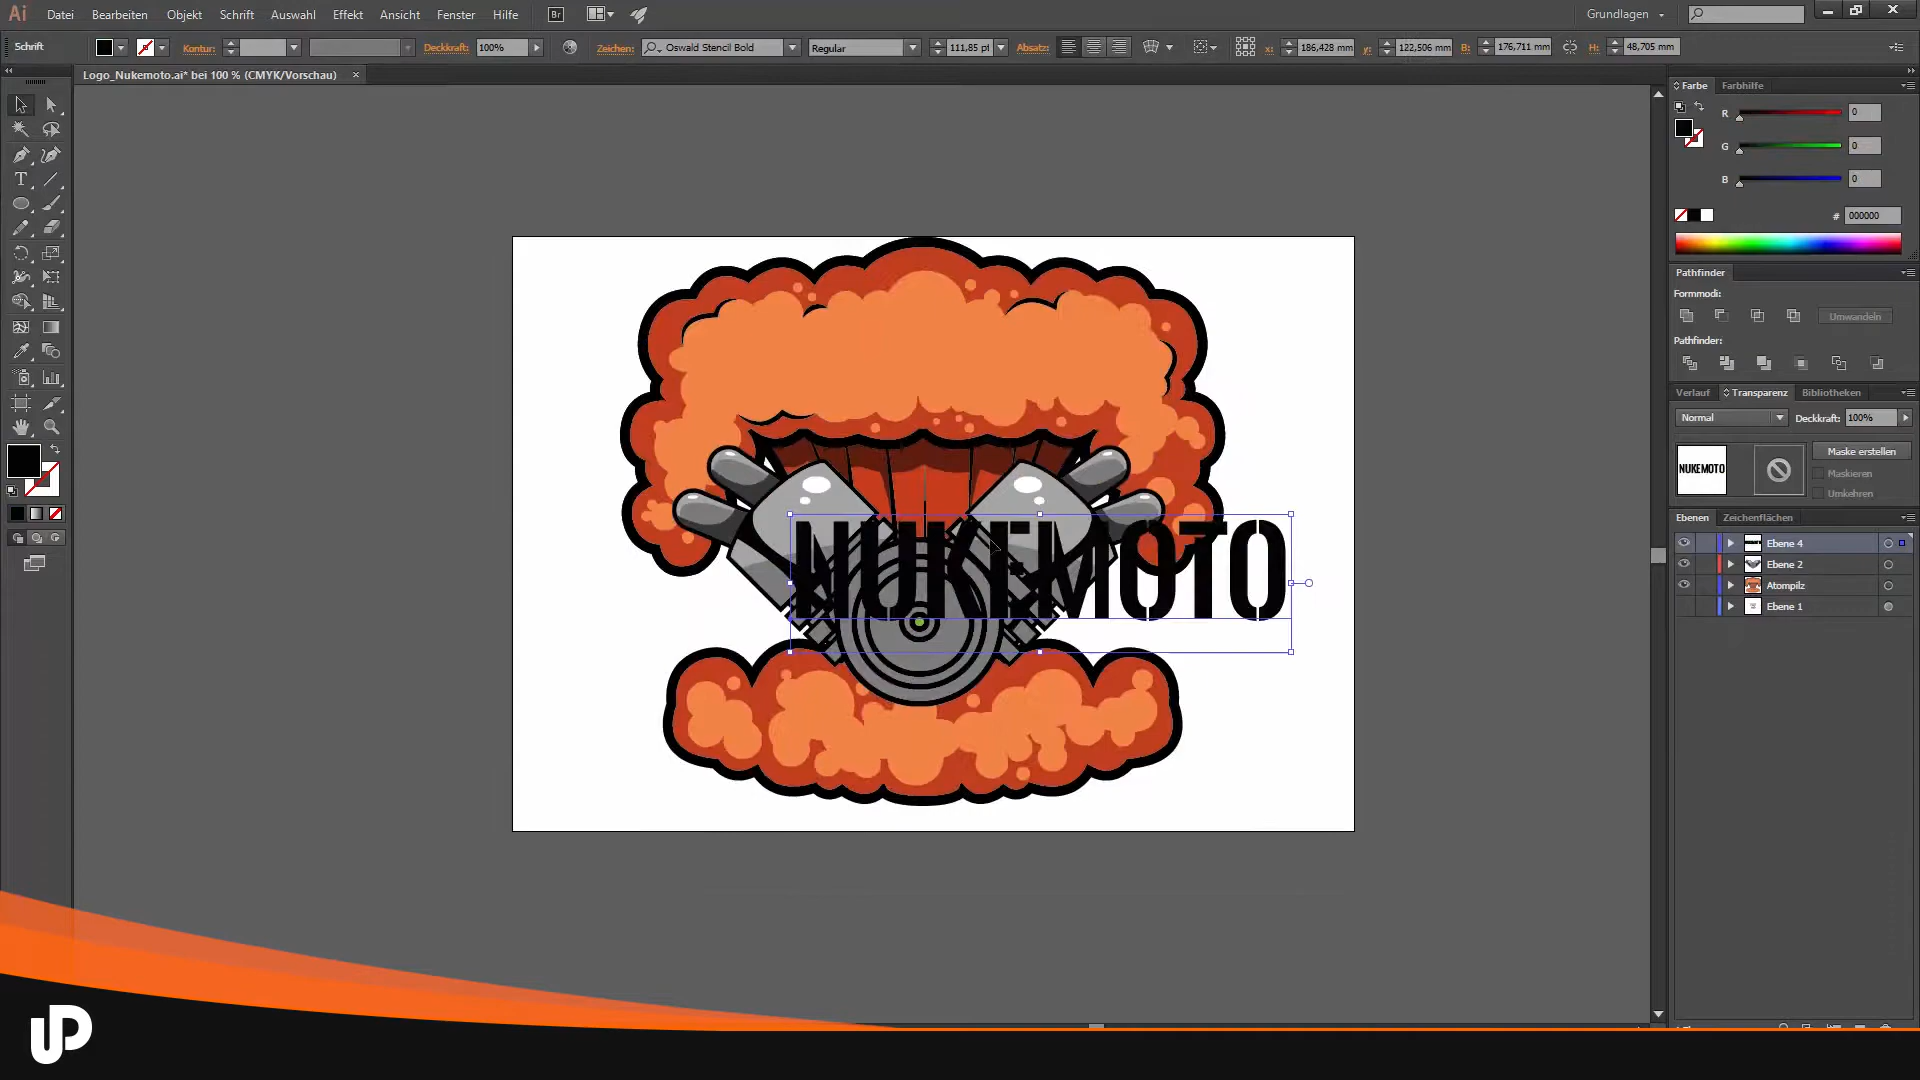 Ai Datei Bearbeiten Objekt Schrift Auswahl Effekt Ansicht Fenster Hilfe Br Grundlagen
Schrift Kontur: Deckkraft: 100% Zeichen: Oswald Stencil Bold Regular 111,85 pt Absatz: x: 186,428 mm y: 122,506 mm B: 176,711 mm H: 48,705 mm
Logo_Nukemoto.ai* bei 100 % (CMYK/Vorschau) ×
Farbe Farbhilfe
R 0
G 0
B 0
# 000000
Pathfinder
Formmodi:
Umwandeln
Pathfinder:
Verlauf Transparenz Bibliotheken
Normal Deckkraft: 100%
NUKEMOTO
Maske erstellen
Maskieren
Umkehren
Ebenen Zeichenflächen
Ebene 4
Ebene 2
Atompilz
Ebene 1
NUKEMOTO
UP